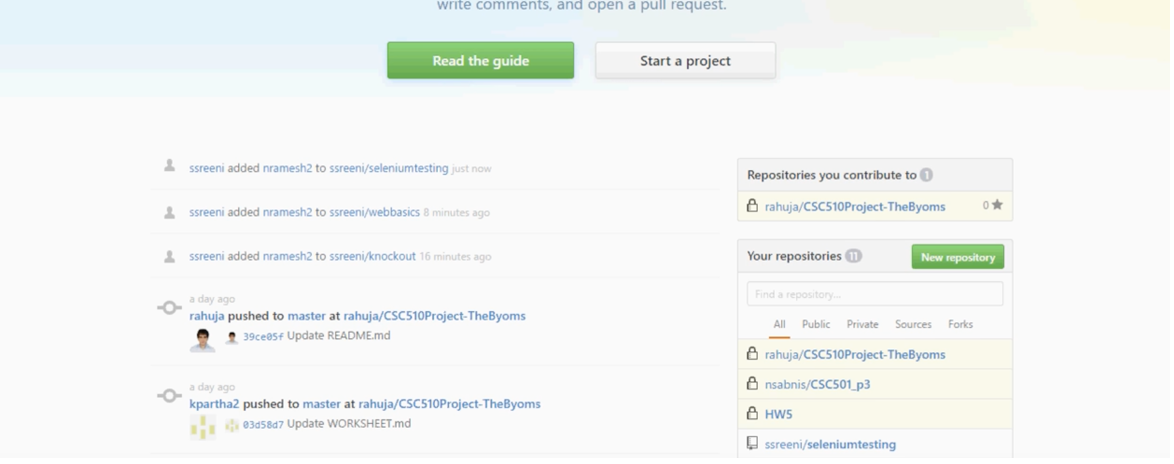 write comments, and open a pull request.
Read the guide
Start a project
ssreeni added nramesh2 to ssreeni/seleniumtesting just now
ssreeni added nramesh2 to ssreeni/webbasics 8 minutes ago
ssreeni added nramesh2 to ssreeni/knockout 16 minutes ago
a day ago
rahuja pushed to master at rahuja/CSC510Project-TheByoms
39ce05f Update README.md
a day ago
kpartha2 pushed to master at rahuja/CSC510Project-TheByoms
03d58d7 Update WORKSHEET.md
Repositories you contribute to 1
rahuja/CSC510Project-TheByoms 0
Your repositories 11
New repository
Find a repository...
All Public Private Sources Forks
rahuja/CSC510Project-TheByoms
nsabnis/CSC501_p3
HW5
ssreeni/seleniumtesting